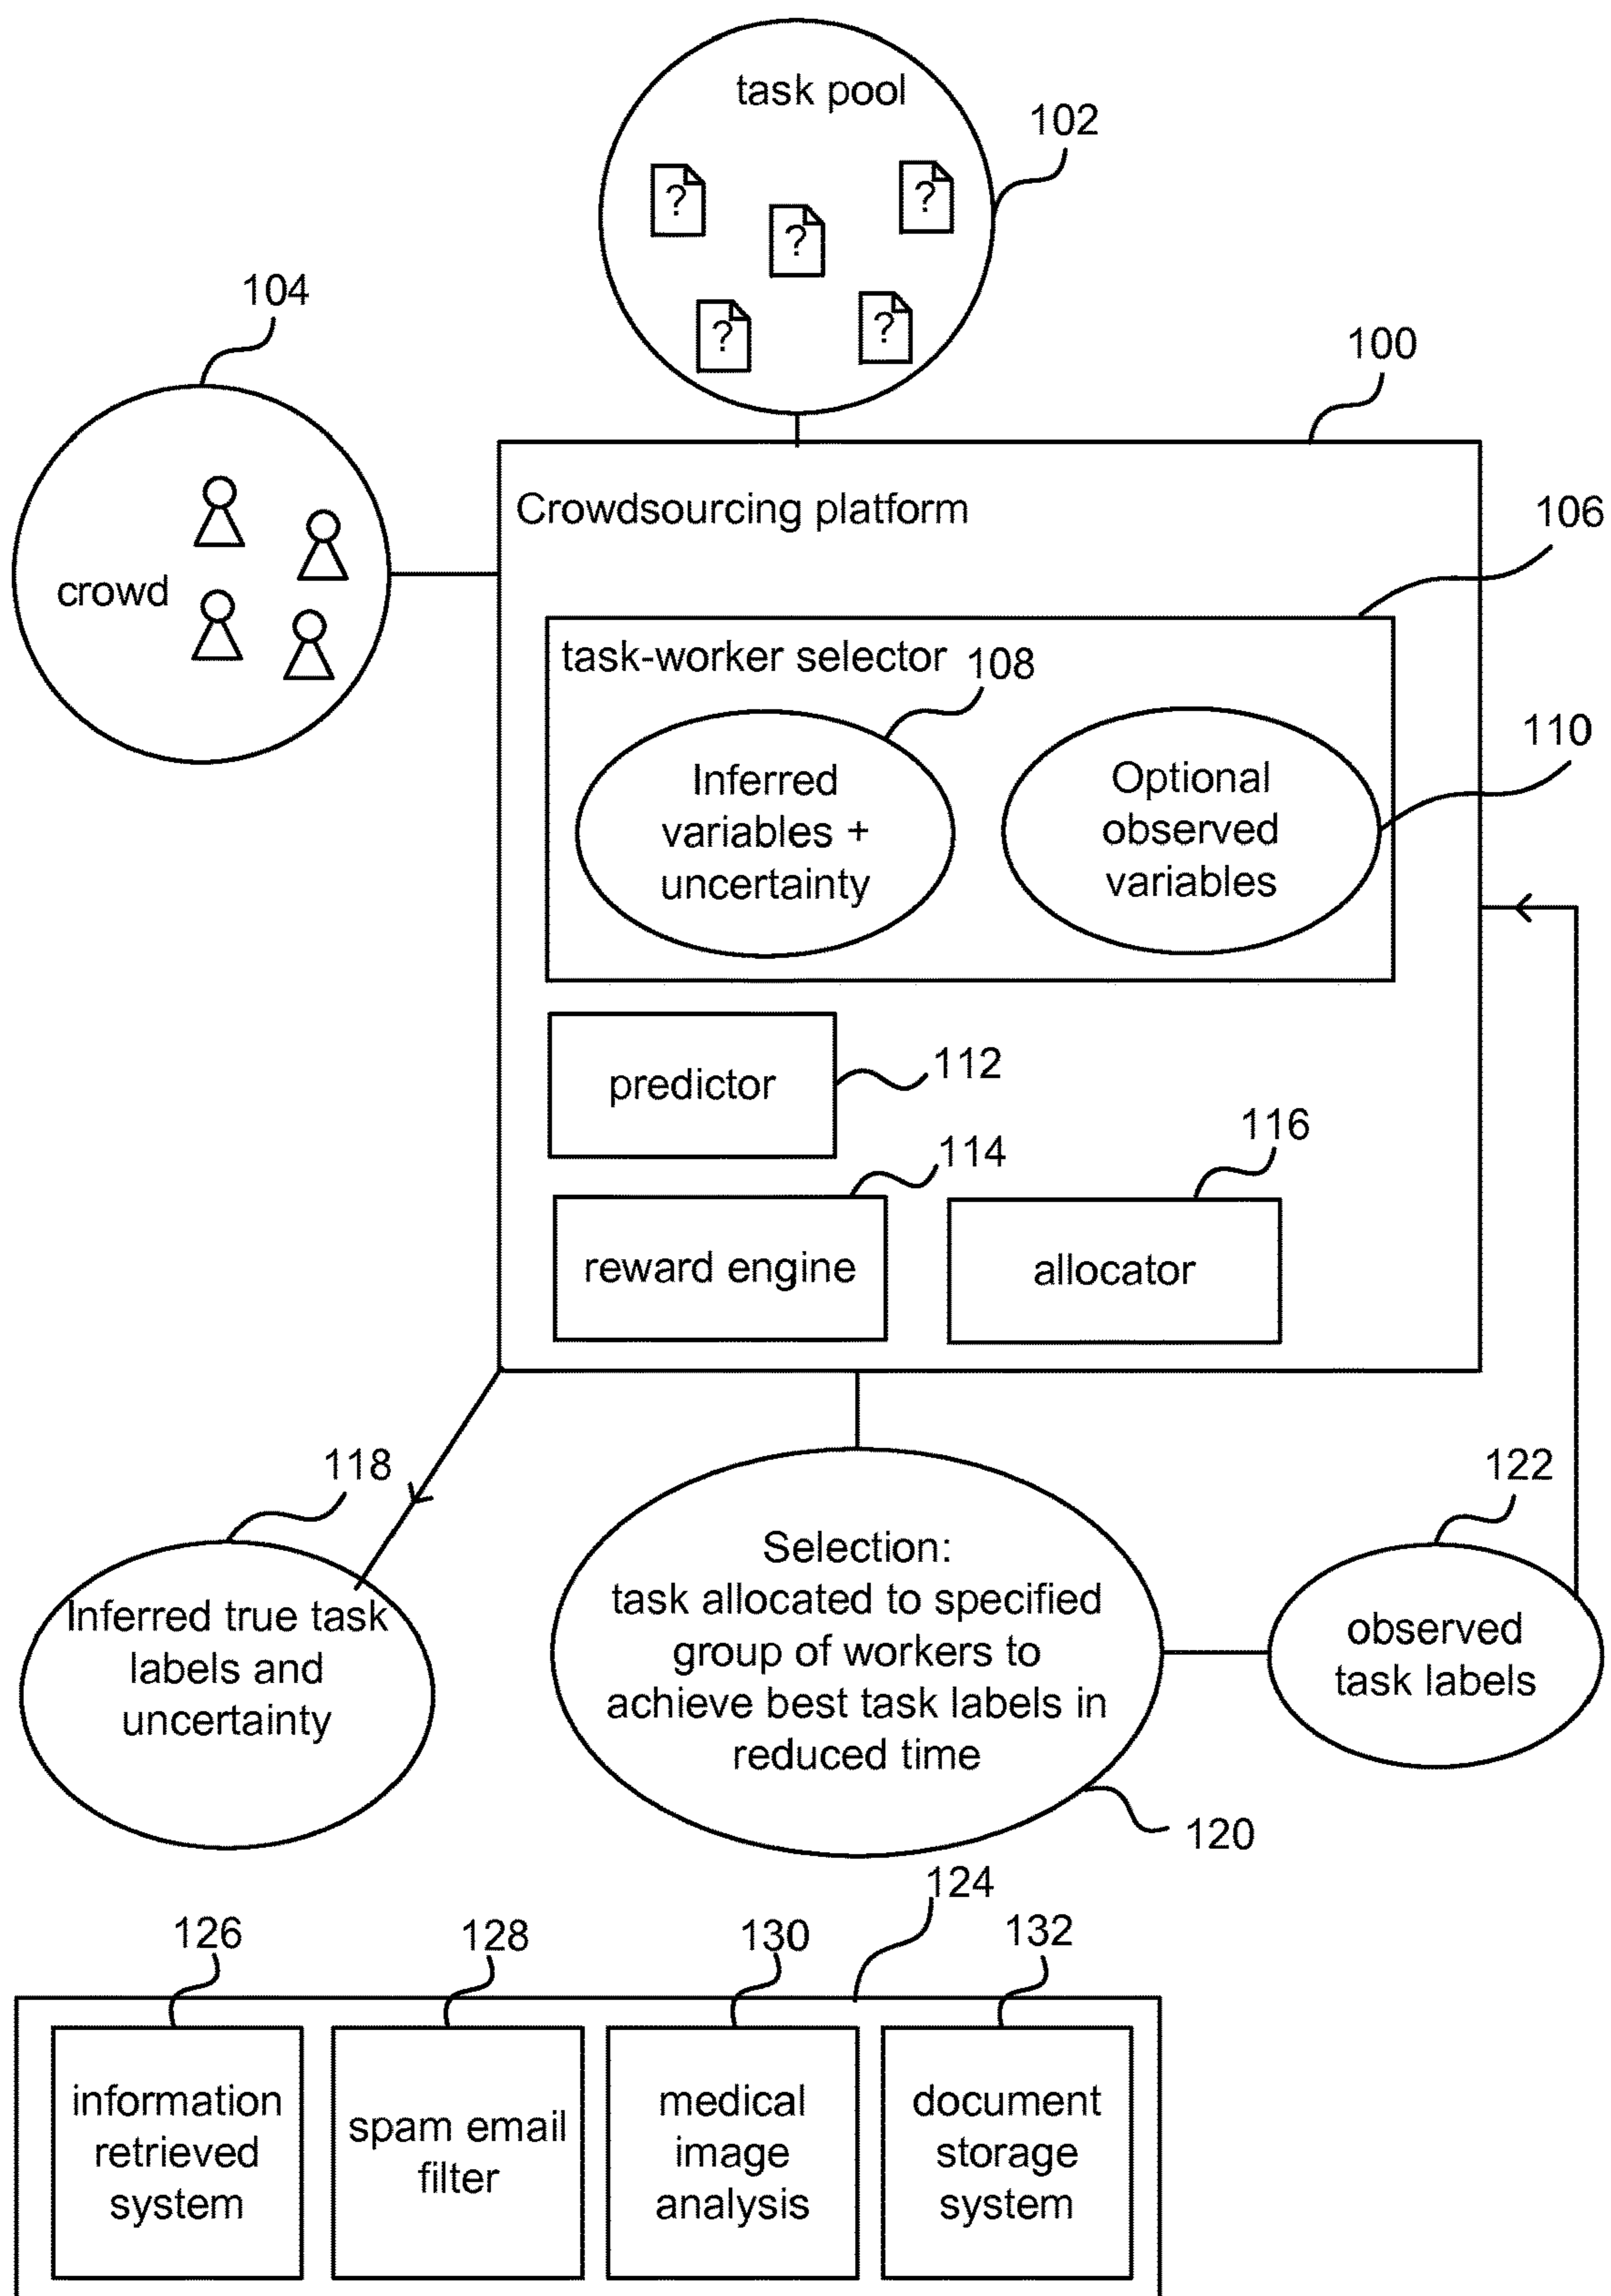 task pool
102
?
?
?
?
?
104
crowd
100
Crowdsourcing platform
106
task-worker selector
108
Inferred
variables +
uncertainty
110
Optional
observed
variables
predictor
112
114
reward engine
116
allocator
118
Inferred true task
labels and
uncertainty
Selection:
task allocated to specified
group of workers to
achieve best task labels in
reduced time
120
122
observed
task labels
124
126
128
130
132
information
retrieved
system
spam email
filter
medical
image
analysis
document
storage
system